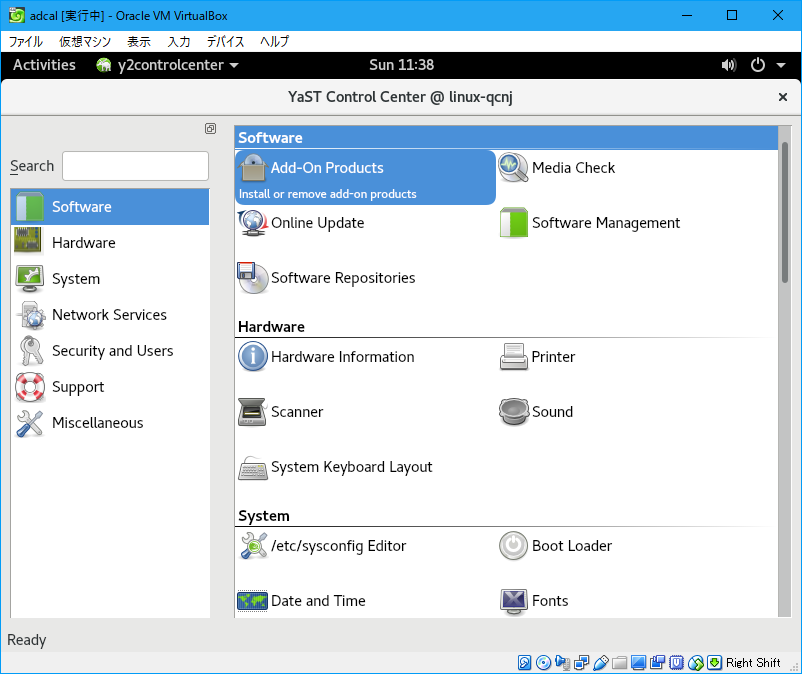 adcal [実行中] - Oracle VM VirtualBox
ファイル 仮想マシン 表示 入力 デバイス ヘルプ
Activities y2controlcenter Sun 11:38
YaST Control Center @ linux-qcnj
Search
Software
Hardware
System
Network Services
Security and Users
Support
Miscellaneous
Software
Add-On Products Media Check
Install or remove add-on products
Online Update Software Management
Software Repositories
Hardware
Hardware Information Printer
Scanner Sound
System Keyboard Layout
System
/etc/sysconfig Editor Boot Loader
Date and Time Fonts
Ready
Right Shift